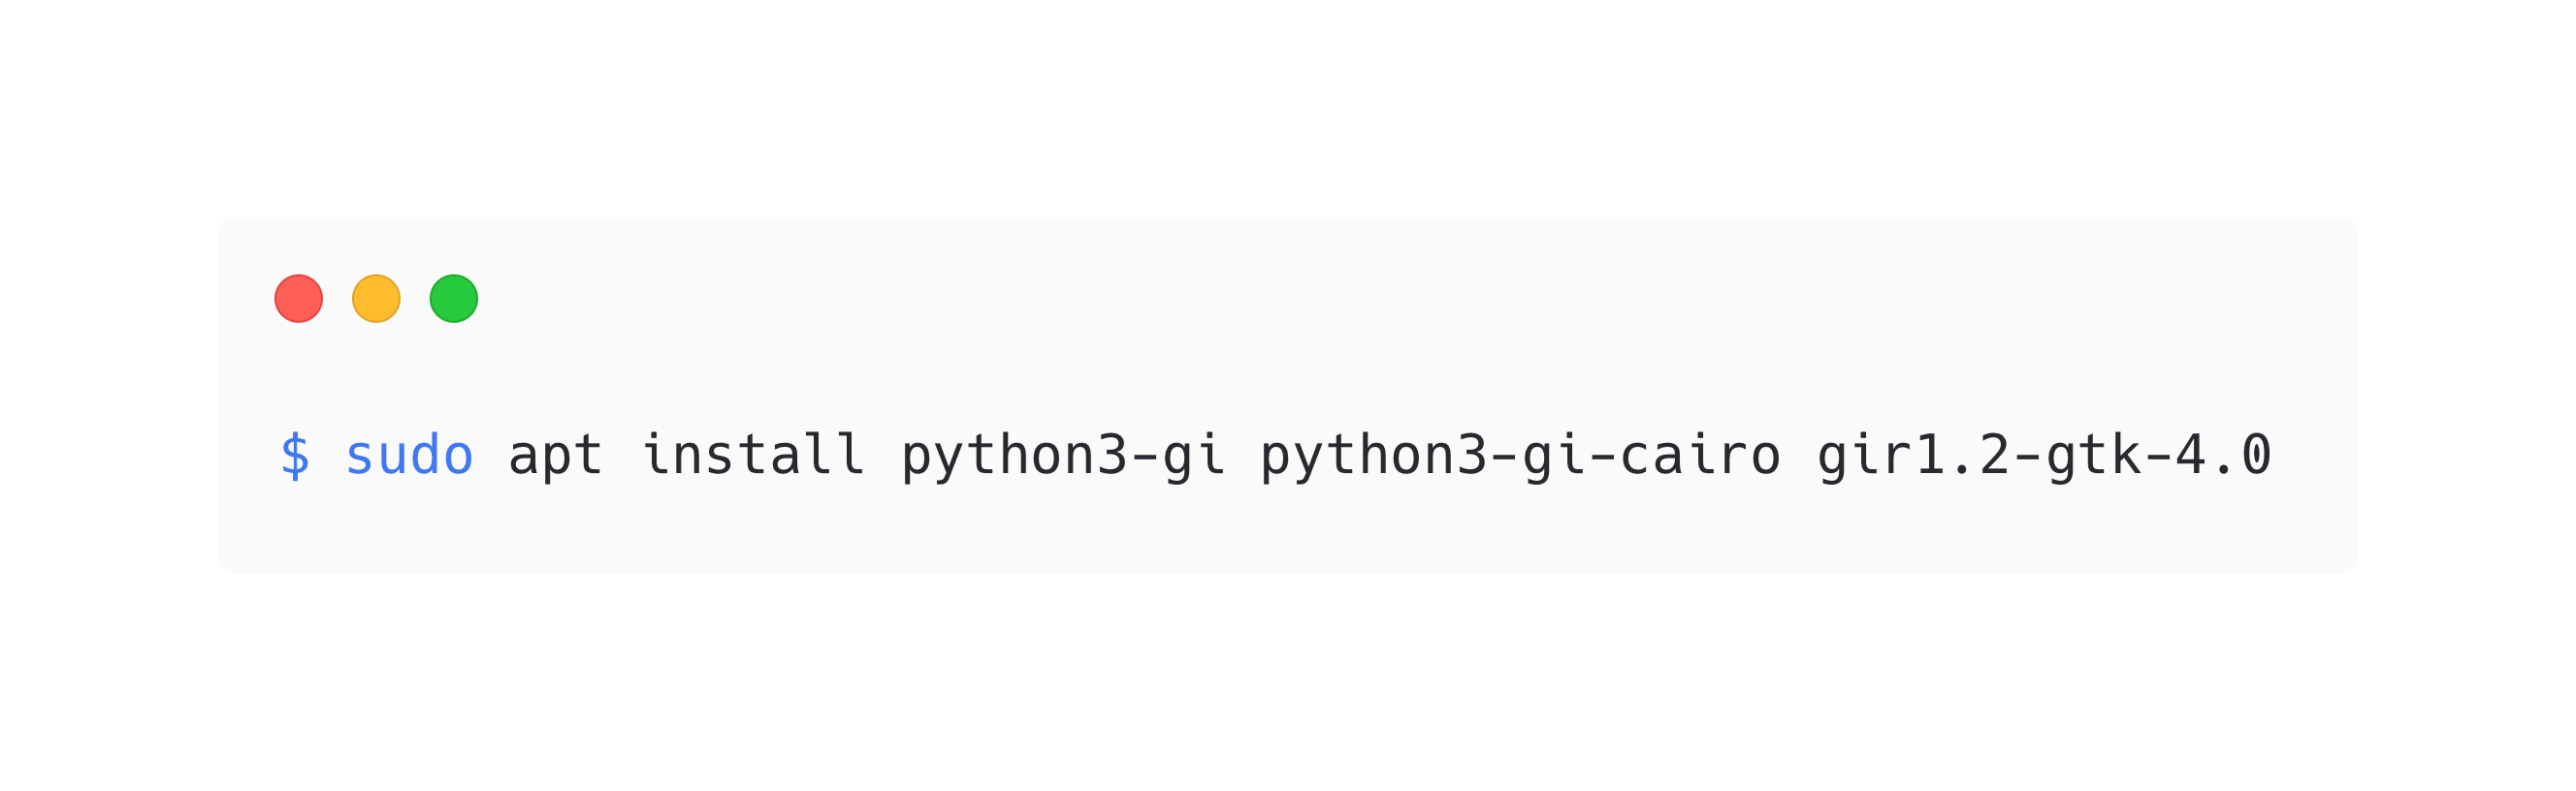 $ sudo apt install python3-gi python3-gi-cairo gir1.2-gtk-4.0